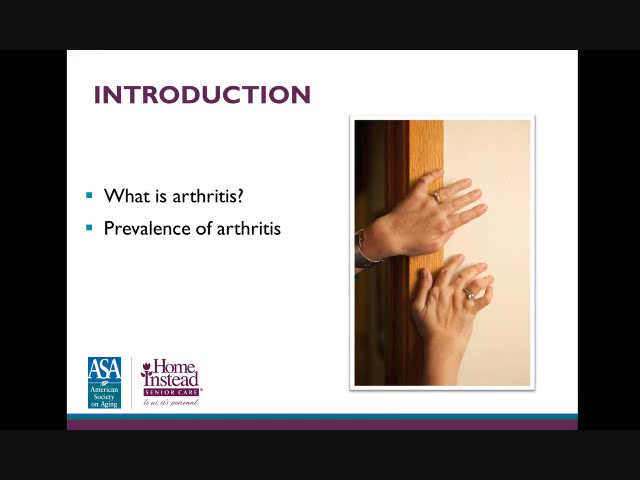 INTRODUCTION
What is arthritis?
Prevalence of arthritis
ASA
American
Society
on Aging
Home
Instead
SENIOR CARE
to us, it's personal.